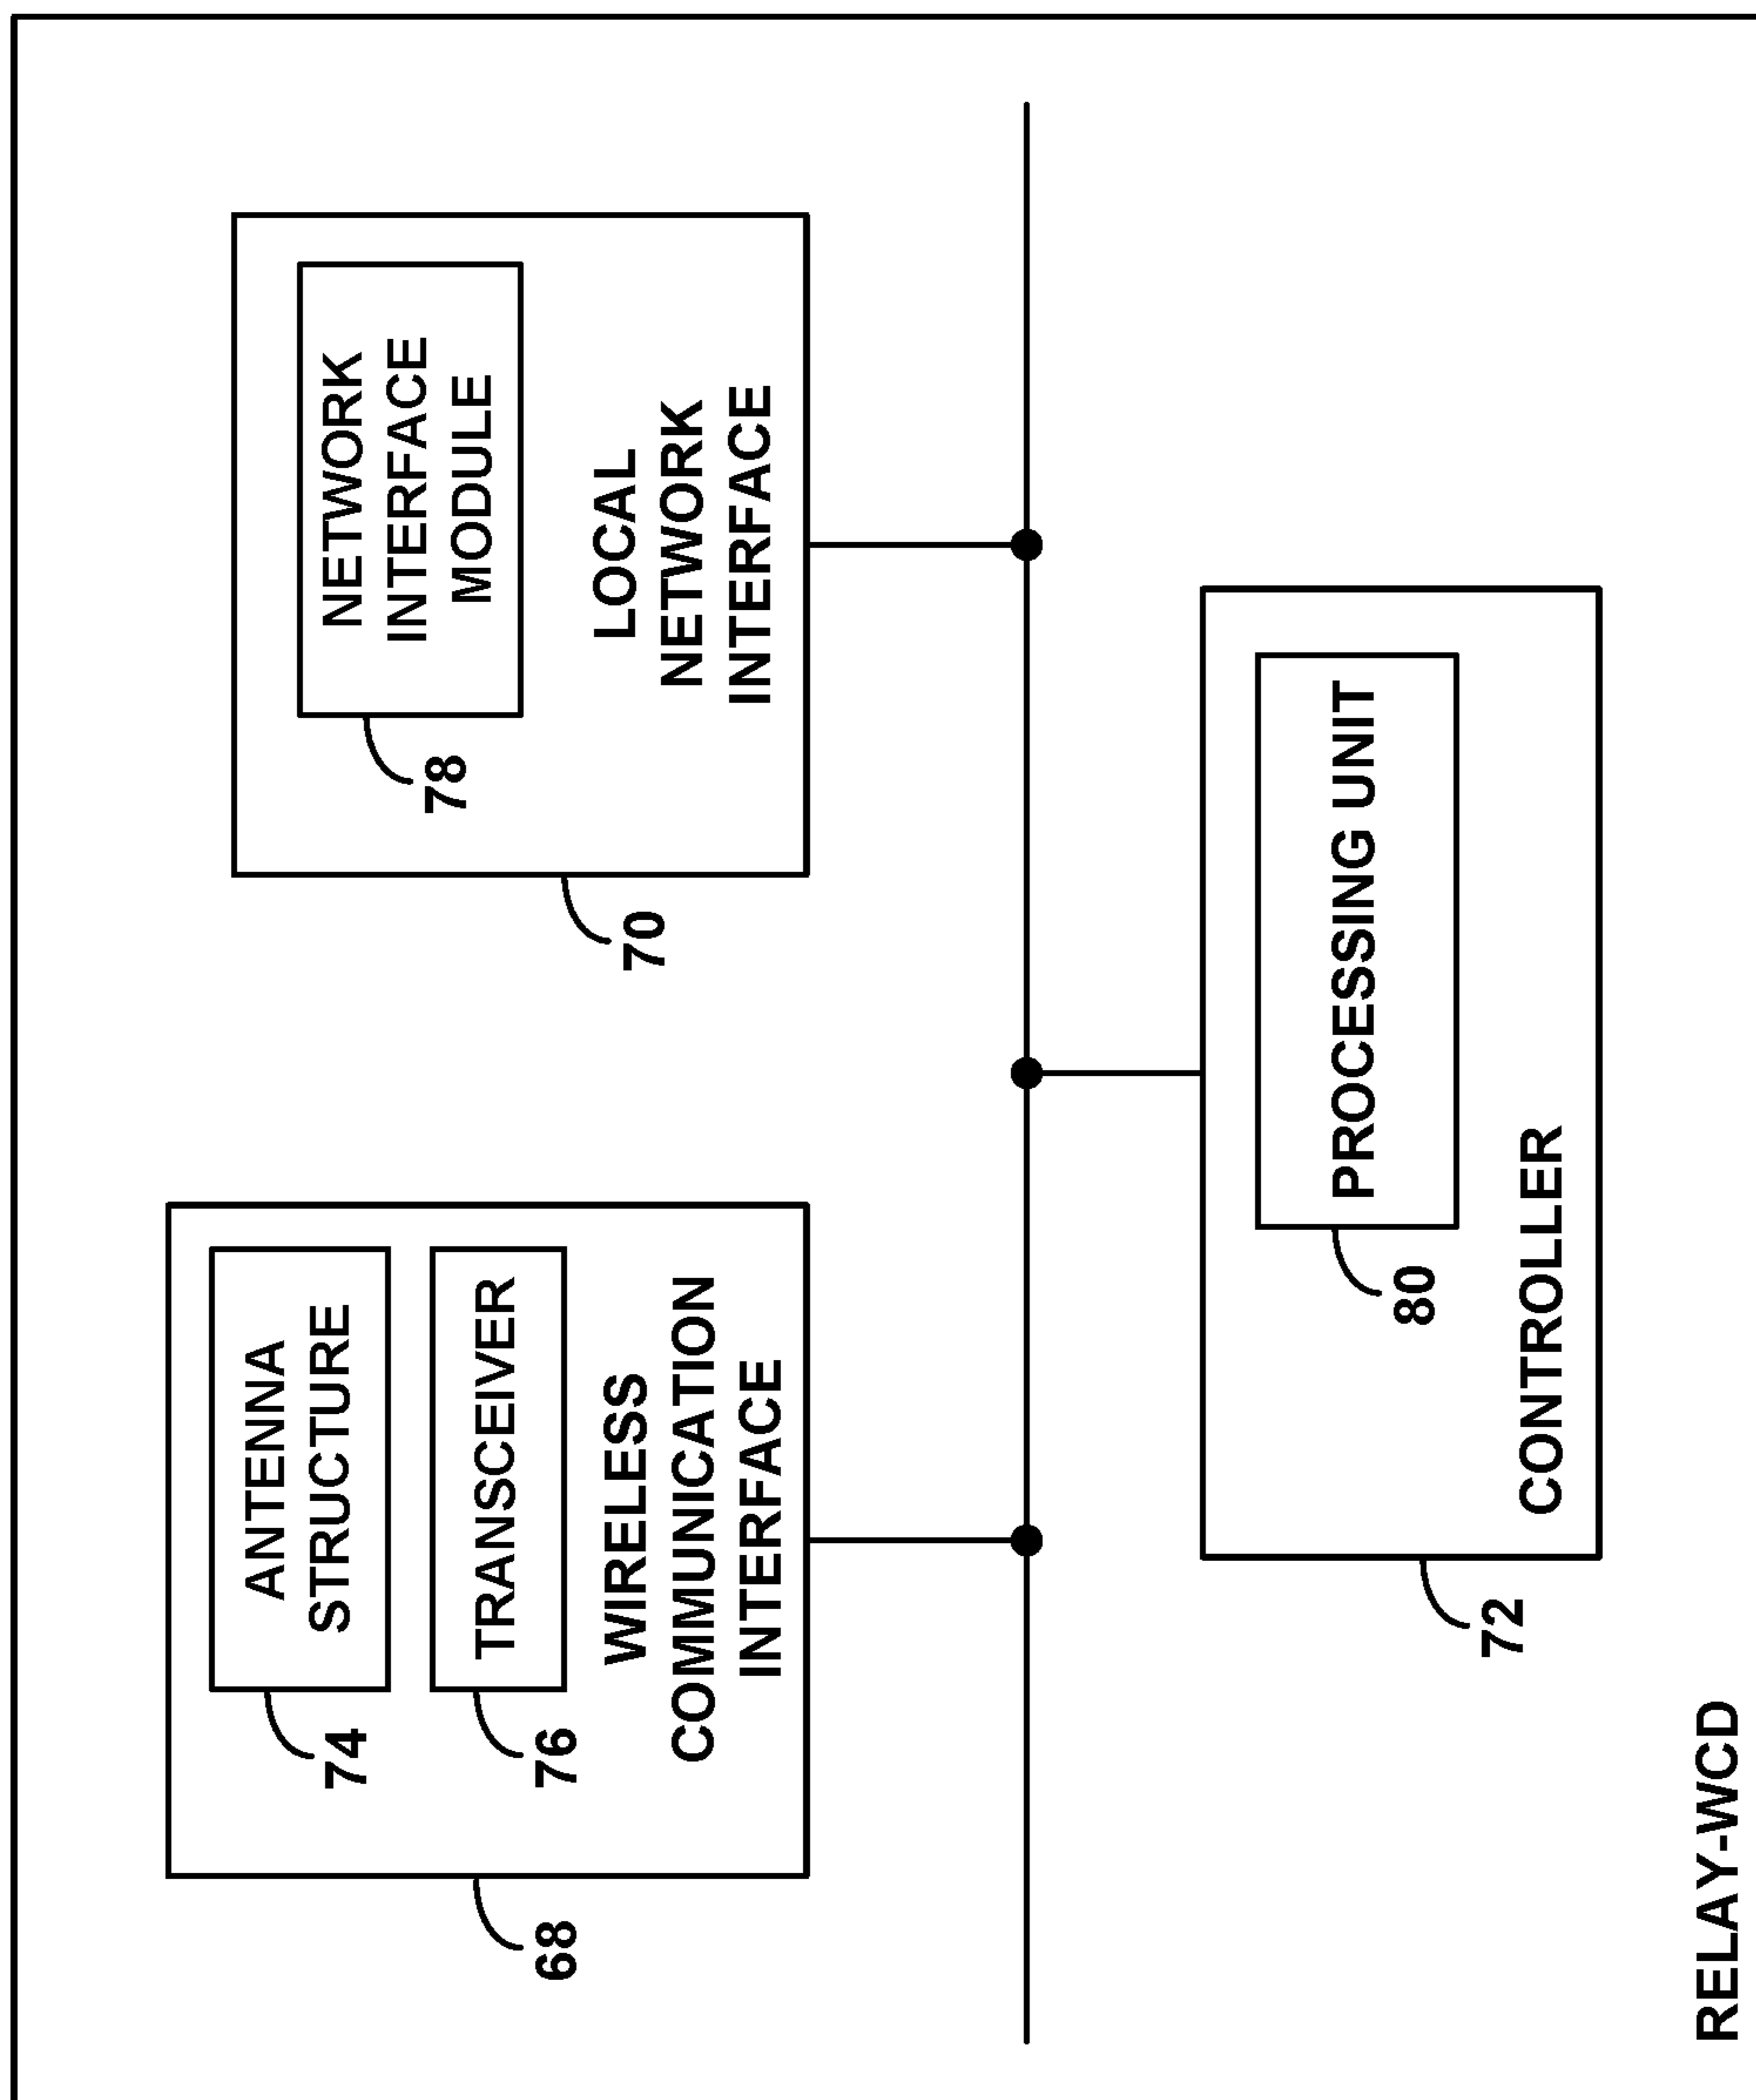 74
ANTENNA
STRUCTURE
76
TRANSCEIVER
68
WIRELESS
COMMUNICATION
INTERFACE
78
NETWORK
INTERFACE
MODULE
70
LOCAL
NETWORK
INTERFACE
80
PROCESSING UNIT
72
CONTROLLER
RELAY-WCD